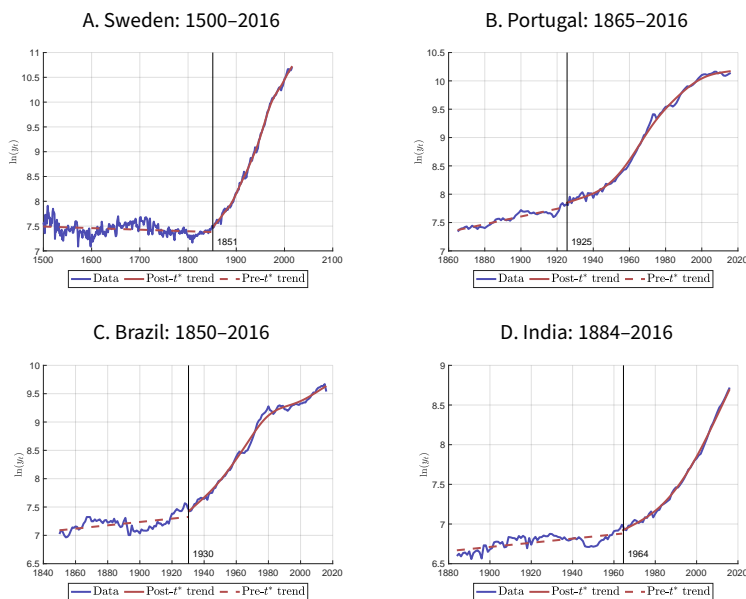 A. Sweden: 1500–2016
11
10.5
10
9.5
9
8.5
8
7.5
7
ln(y_t)
1851
1500 1600 1700 1800 1900 2000 2100
Data Post-t* trend Pre-t* trend
B. Portugal: 1865–2016
10.5
10
9.5
9
8.5
8
7.5
7
ln(y_t)
1925
1860 1880 1900 1920 1940 1960 1980 2000 2020
Data Post-t* trend Pre-t* trend
C. Brazil: 1850–2016
10
9.5
9
8.5
8
7.5
7
6.5
ln(y_t)
1930
1840 1860 1880 1900 1920 1940 1960 1980 2000 2020
Data Post-t* trend Pre-t* trend
D. India: 1884–2016
9
8.5
8
7.5
7
6.5
ln(y_t)
1964
1880 1900 1920 1940 1960 1980 2000 2020
Data Post-t* trend Pre-t* trend